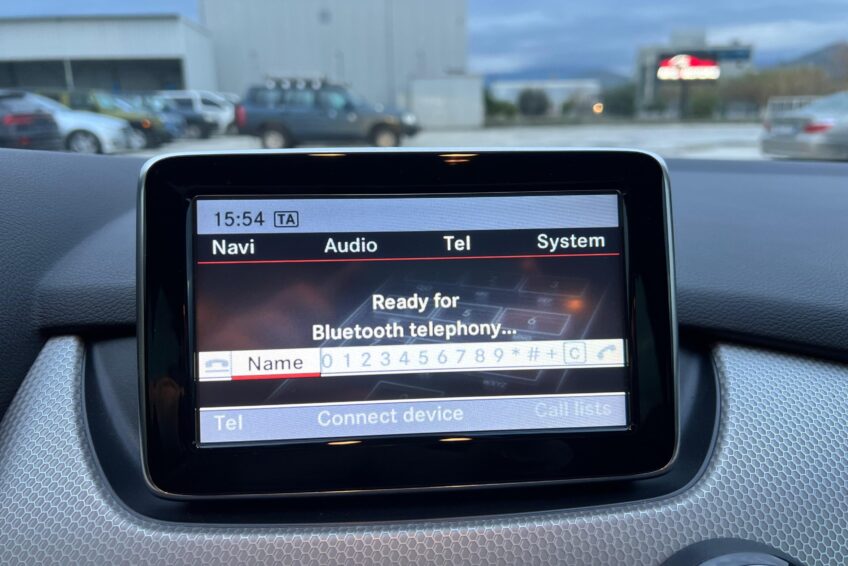 15:54 TA
Navi Audio Tel System
Ready for
Bluetooth telephony...
Name 0 1 2 3 4 5 6 7 8 9 * # + C
Tel Connect device Call lists